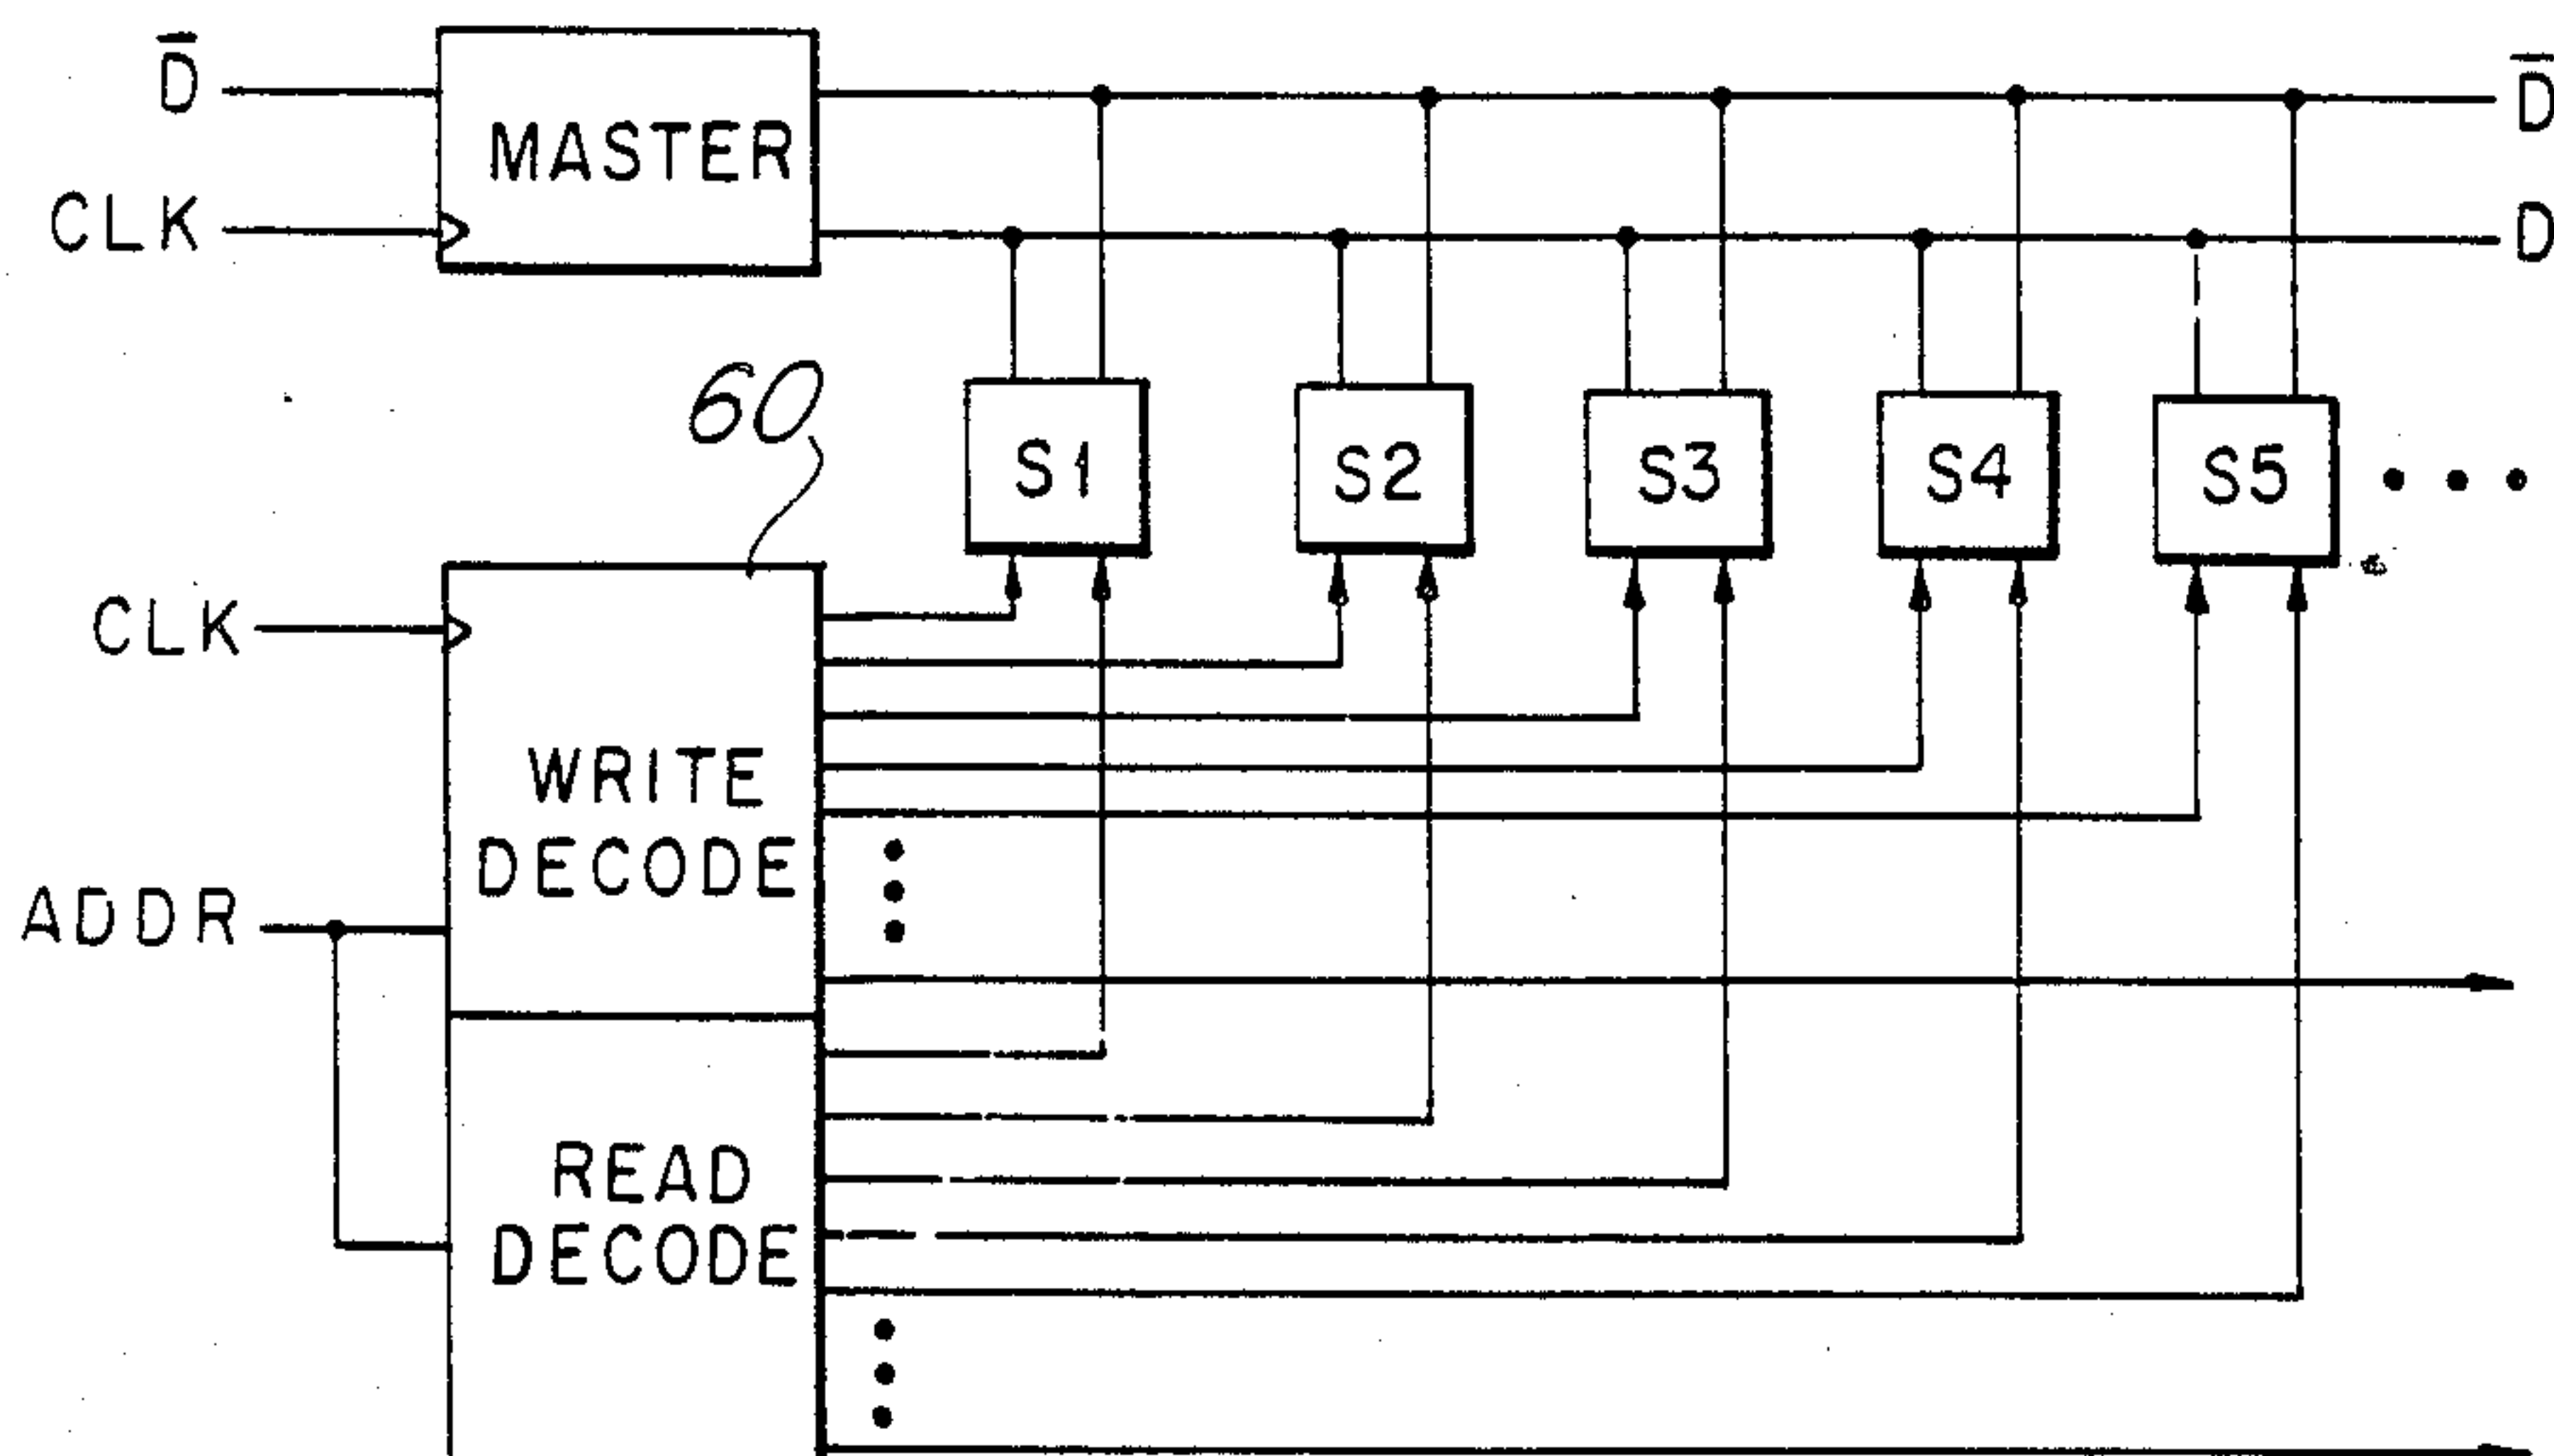 D̅
D̅
MASTER
CLK
D
60
S1
S2
S3
S4
S5
CLK
WRITE
DECODE
ADDR
READ
DECODE